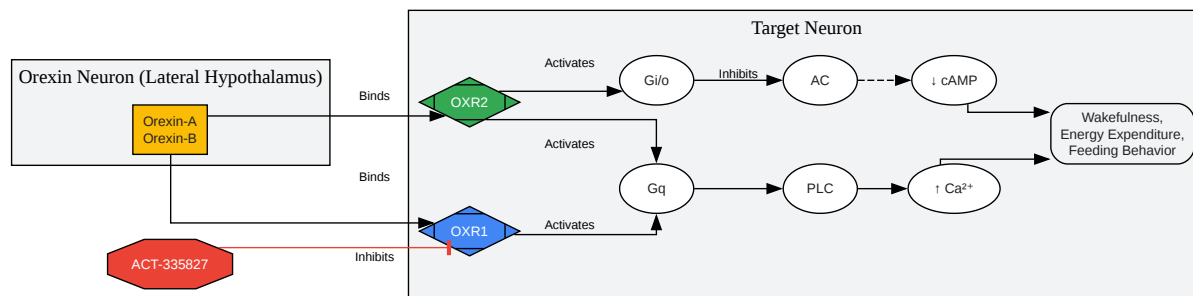 Target Neuron
Orexin Neuron (Lateral Hypothalamus)
Orexin-A
Orexin-B
Binds
OXR2
Activates
Gi/o
Inhibits
AC
↓ cAMP
Wakefulness,
Energy Expenditure,
Feeding Behavior
Activates
Binds
Gq
PLC
↑ Ca²⁺
OXR1
Activates
ACT-335827
Inhibits